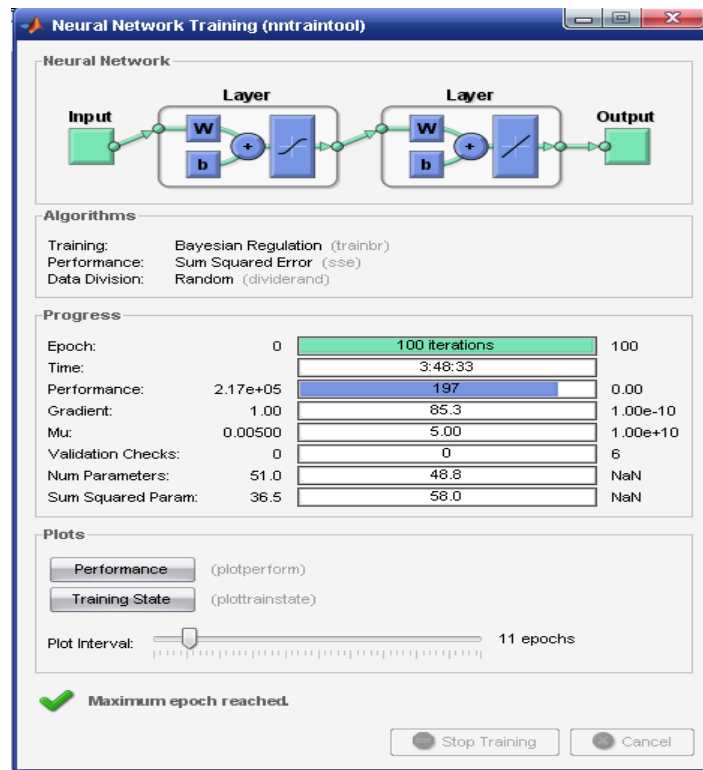 Neural Network Training (nntraintool)
Neural Network
Layer Layer
Input Output
W W
+ +
b b
Algorithms
Training: Bayesian Regulation (trainbr)
Performance: Sum Squared Error (sse)
Data Division: Random (dividerand)
Progress
Epoch: 0 100 iterations 100
Time: 3:48:33
Performance: 2.17e+05 197 0.00
Gradient: 1.00 85.3 1.00e-10
Mu: 0.00500 5.00 1.00e+10
Validation Checks: 0 0 6
Num Parameters: 51.0 48.8 NaN
Sum Squared Param: 36.5 58.0 NaN
Plots
Performance (plotperform)
Training State (plottrainstate)
Plot Interval: 11 epochs
Maximum epoch reached.
Stop Training Cancel